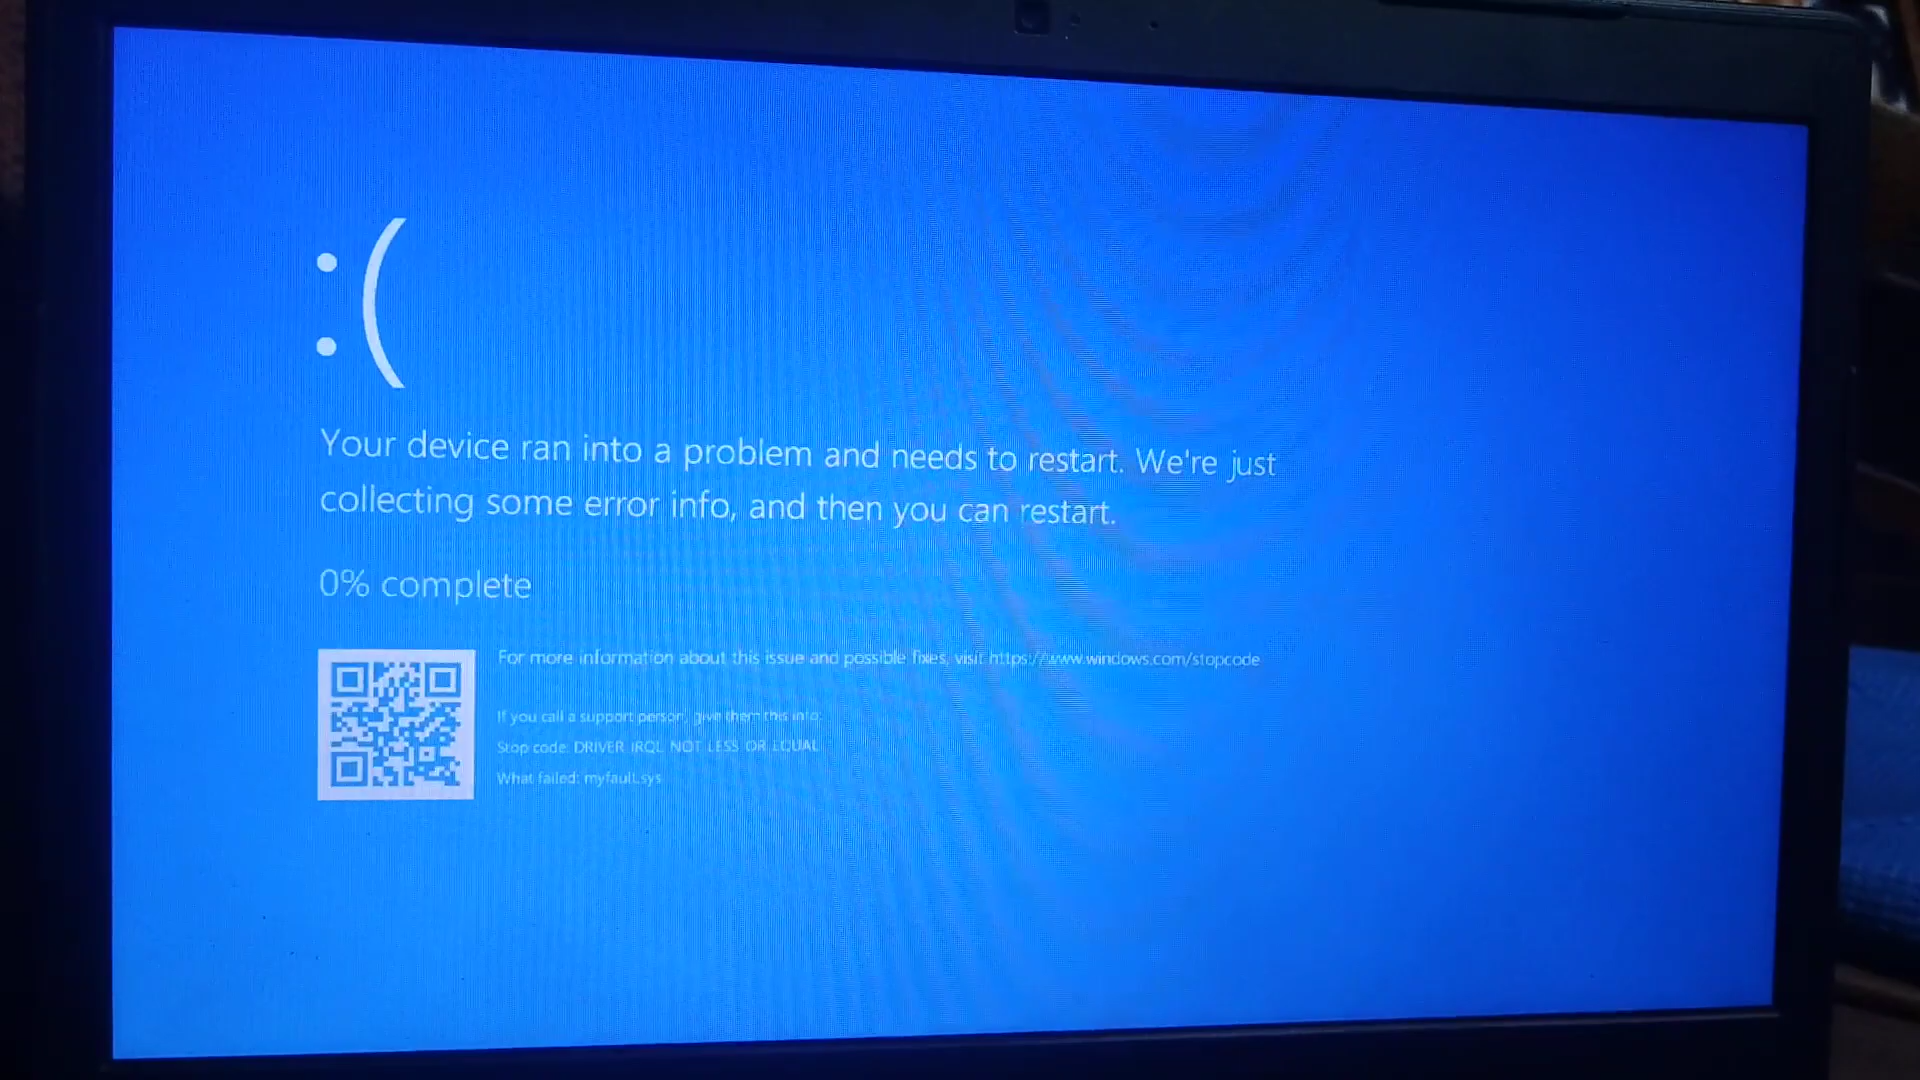 :(
Your device ran into a problem and needs to restart. We're just
collecting some error info, and then you can restart.
0% complete
For more information about this issue and possible fixes, visit https://www.windows.com/stopcode
If you call a support person, give them this info:
Stop code: DRIVER IRQL NOT LESS OR EQUAL
What failed: myfault.sys